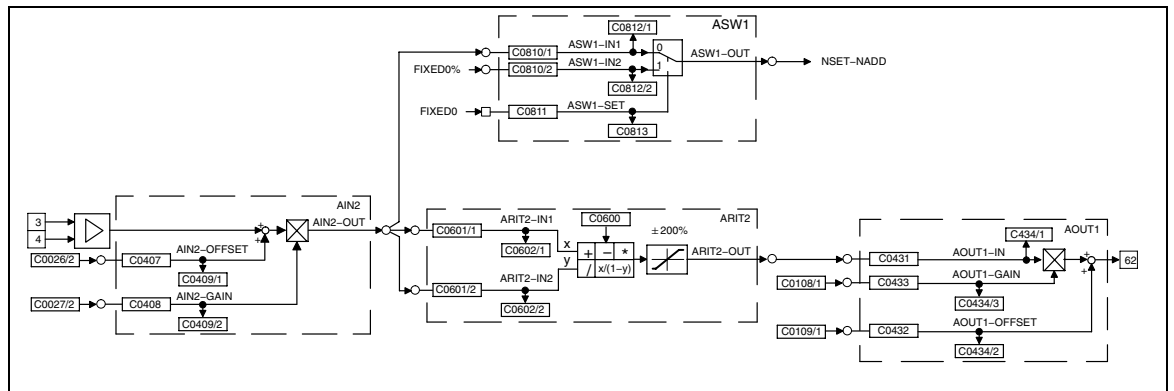 ASW1
C0812/1
C0810/1
ASW1-IN1
0
ASW1-OUT
NSET-NADD
FIXED0%
C0810/2
ASW1-IN2
1
C0812/2
FIXED0
C0811
ASW1-SET
C0813
3
4
AIN2
+
+
AIN2-OUT
C0026/2
C0407
AIN2-OFFSET
C0409/1
C0027/2
C0408
AIN2-GAIN
C0409/2
ARIT2
C0601/1
ARIT2-IN1
C0602/1
C0600
x
y
+ - *
/ x/(1-y)
±200%
ARIT2-OUT
C0601/2
ARIT2-IN2
C0602/2
AOUT1
C434/1
C0431
AOUT1-IN
+
+
62
C0108/1
C0433
AOUT1-GAIN
C0434/3
C0109/1
C0432
AOUT1-OFFSET
C0434/2